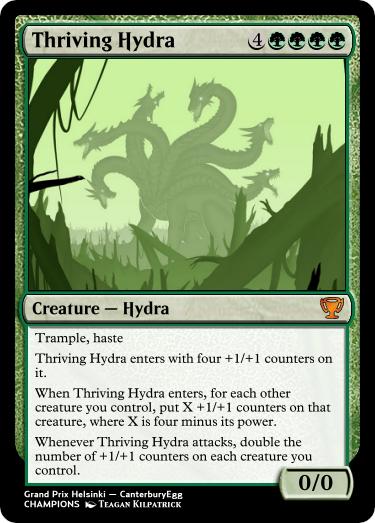 Thriving Hydra 4
Creature — Hydra
Trample, haste
Thriving Hydra enters with four +1/+1 counters on
it.
When Thriving Hydra enters, for each other
creature you control, put X +1/+1 counters on that
creature, where X is four minus its power.
Whenever Thriving Hydra attacks, double the
number of +1/+1 counters on each creature you
control.
0/0
Grand Prix Helsinki — CanterburyEgg
CHAMPIONS Teagan Kilpatrick